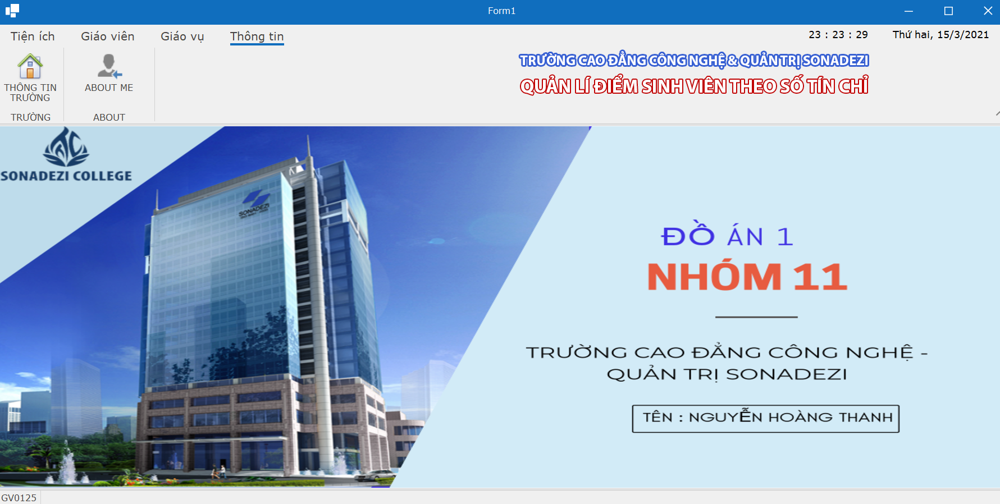 Form1
Tiện ích Giáo viên Giáo vụ Thông tin
23 : 23 : 29 Thứ hai, 15/3/2021
THÔNG TIN
TRƯỜNG
ABOUT ME
TRƯỜNG
ABOUT
TRƯỜNG CAO ĐẲNG CÔNG NGHỆ & QUẢN TRỊ SONADEZI
QUẢN LÍ ĐIỂM SINH VIÊN THEO SỐ TÍN CHỈ
SONADEZI COLLEGE
SONADEZI
ĐỒ ÁN 1
NHÓM 11
TRƯỜNG CAO ĐẲNG CÔNG NGHỆ -
QUẢN TRỊ SONADEZI
TÊN : NGUYỄN HOÀNG THANH
GV0125